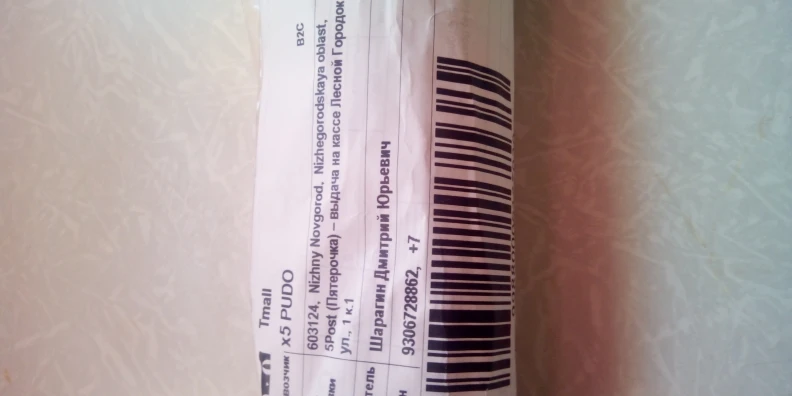 Tmall
B2C
возчик x5 PUDO
603124, Nizhny Novgorod, Nizhegorodskaya oblast,
5Post (Пятерочка) – выдача на кассе Лесной Городок
ул., 1 к.1
тель Шарагин Дмитрий Юрьевич
9306728862, +7